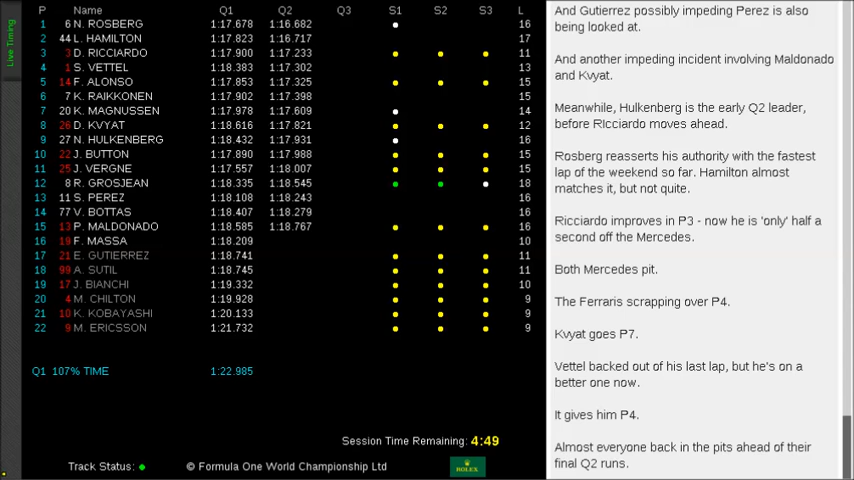 Live Timing
P Name Q1 Q2 Q3 S1 S2 S3 L
1 6 N. ROSBERG 1:17.678 1:16.682 16
2 44 L. HAMILTON 1:17.823 1:16.717 17
3 3 D. RICCIARDO 1:17.900 1:17.233 11
4 1 S. VETTEL 1:18.383 1:17.302 13
5 14 F. ALONSO 1:17.853 1:17.325 15
6 7 K. RAIKKONEN 1:17.902 1:17.398 15
7 20 K. MAGNUSSEN 1:17.978 1:17.609 14
8 26 D. KVYAT 1:18.616 1:17.821 12
9 27 N. HULKENBERG 1:18.432 1:17.931 16
10 22 J. BUTTON 1:17.890 1:17.988 15
11 25 J. VERGNE 1:17.557 1:18.007 15
12 8 R. GROSJEAN 1:18.335 1:18.545 18
13 11 S. PEREZ 1:18.108 1:18.243 16
14 77 V. BOTTAS 1:18.407 1:18.279 16
15 13 P. MALDONADO 1:18.585 1:18.767 16
16 19 F. MASSA 1:18.209 10
17 21 E. GUTIERREZ 1:18.741 11
18 99 A. SUTIL 1:18.745 11
19 17 J. BIANCHI 1:19.332 10
20 4 M. CHILTON 1:19.928 9
21 10 K. KOBAYASHI 1:20.133 9
22 9 M. ERICSSON 1:21.732 9
Q1 107% TIME 1:22.985
Session Time Remaining: 4:49
Track Status: © Formula One World Championship Ltd
ROLEX
And Gutierrez possibly impeding Perez is also
being looked at.
And another impeding incident involving Maldonado
and Kvyat.
Meanwhile, Hulkenberg is the early Q2 leader,
before RIcciardo moves ahead.
Rosberg reasserts his authority with the fastest
lap of the weekend so far. Hamilton almost
matches it, but not quite.
Ricciardo improves in P3 - now he is 'only' half a
second off the Mercedes.
Both Mercedes pit.
The Ferraris scrapping over P4.
Kvyat goes P7.
Vettel backed out of his last lap, but he's on a
better one now.
It gives him P4.
Almost everyone back in the pits ahead of their
final Q2 runs.